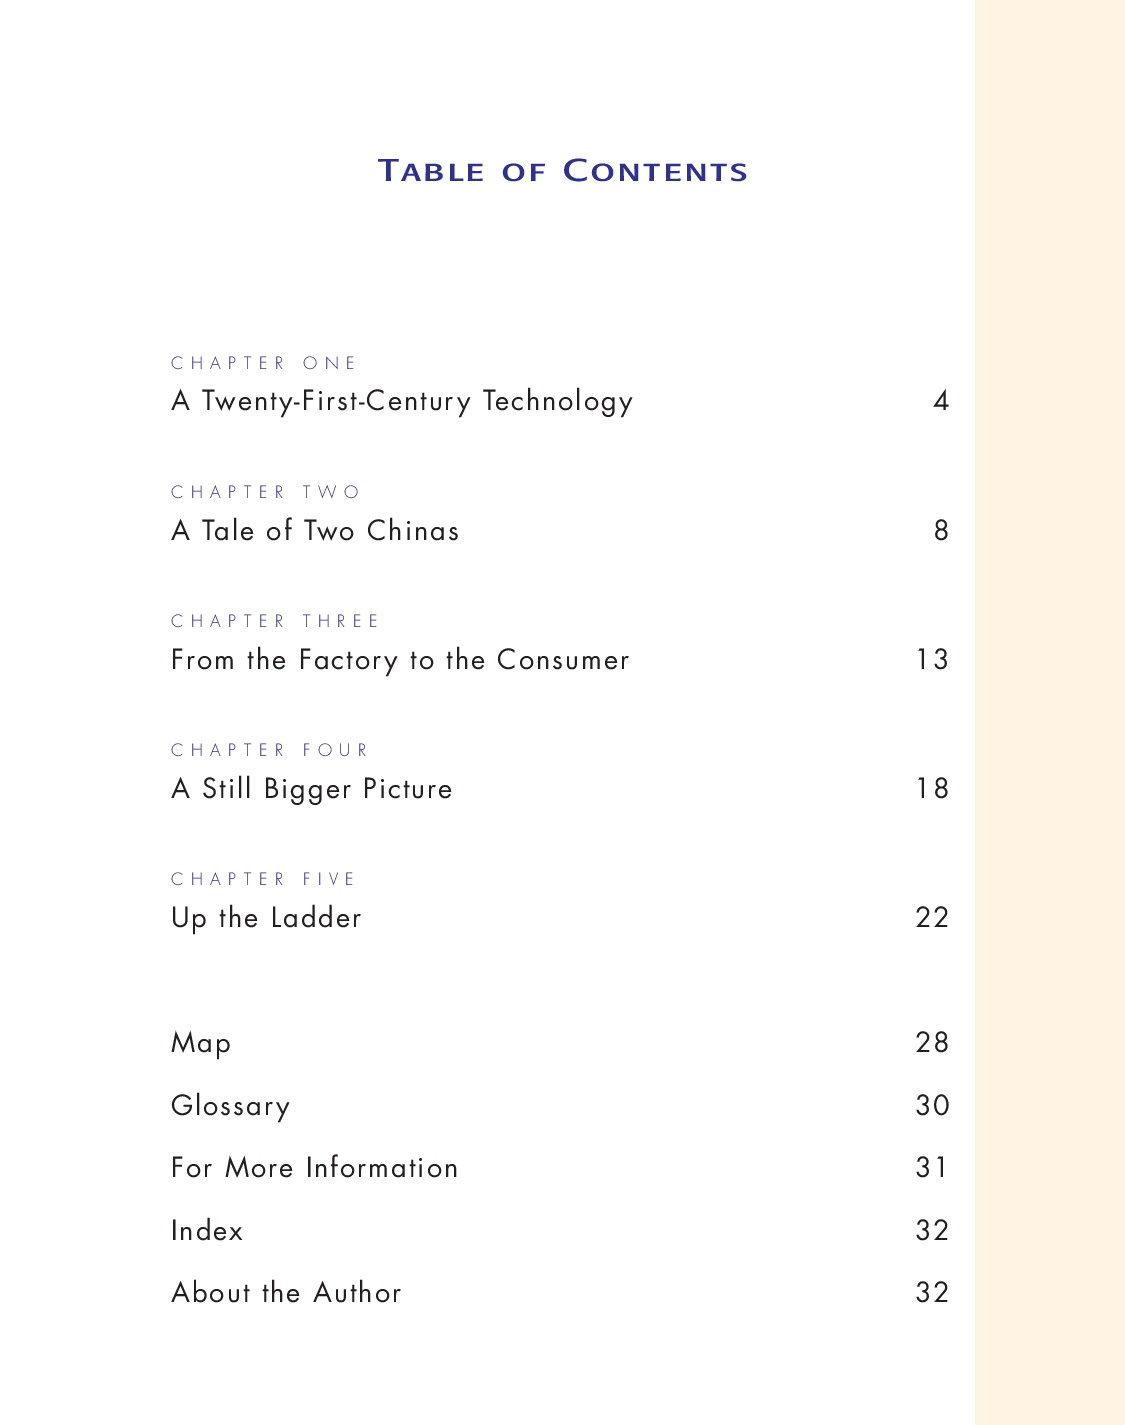 Table of Contents
CHAPTER ONE
A Twenty-First-Century Technology 4
CHAPTER TWO
A Tale of Two Chinas 8
CHAPTER THREE
From the Factory to the Consumer 13
CHAPTER FOUR
A Still Bigger Picture 18
CHAPTER FIVE
Up the Ladder 22
Map 28
Glossary 30
For More Information 31
Index 32
About the Author 32